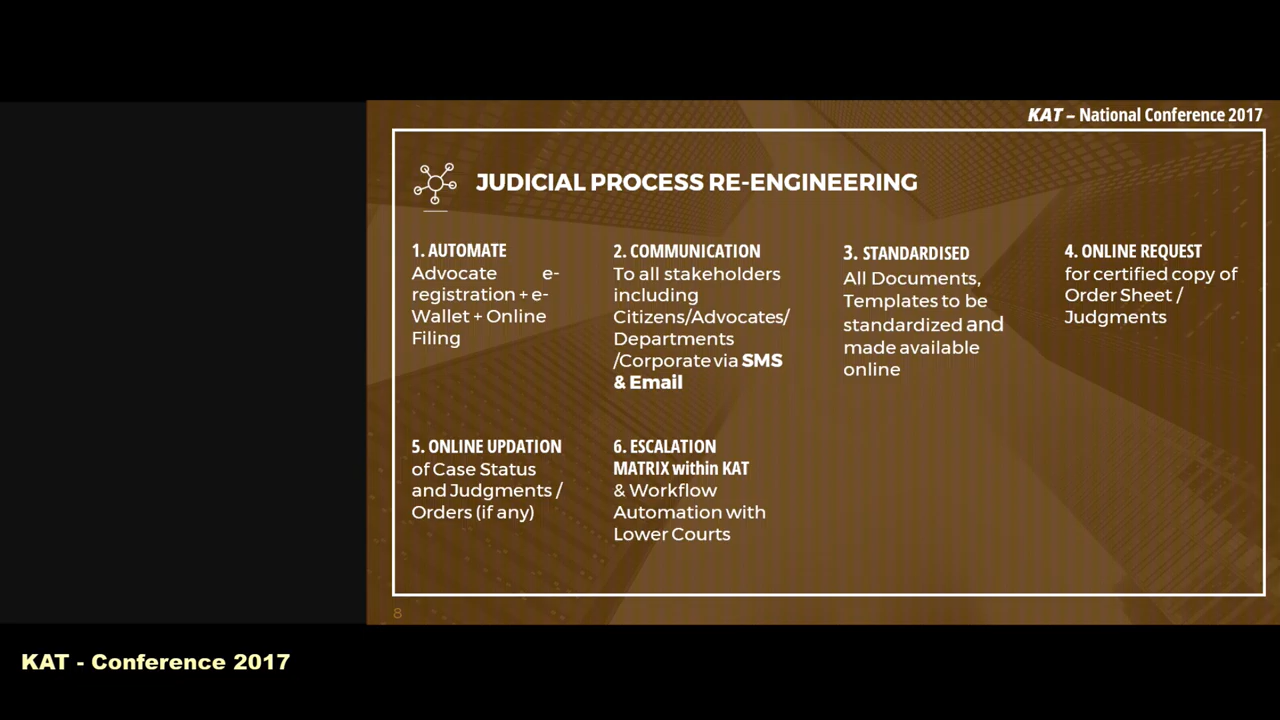 KAT – National Conference 2017
JUDICIAL PROCESS RE-ENGINEERING
1. AUTOMATE
Advocate e-
registration + e-
Wallet + Online
Filing
2. COMMUNICATION
To all stakeholders
including
Citizens/Advocates/
Departments
/Corporate via SMS
& Email
3. STANDARDISED
All Documents,
Templates to be
standardized and
made available
online
4. ONLINE REQUEST
for certified copy of
Order Sheet /
Judgments
5. ONLINE UPDATION
of Case Status
and Judgments /
Orders (if any)
6. ESCALATION
MATRIX within KAT
& Workflow
Automation with
Lower Courts
8
KAT - Conference 2017